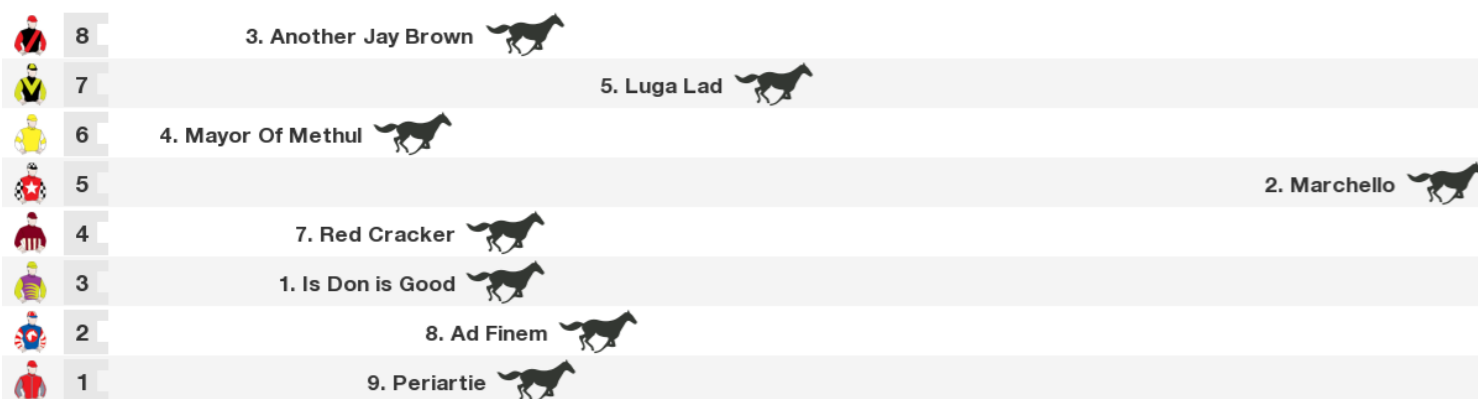 8 3. Another Jay Brown
7 5. Luga Lad
6 4. Mayor Of Methul
5 2. Marchello
4 7. Red Cracker
3 1. Is Don is Good
2 8. Ad Finem
1 9. Periartie